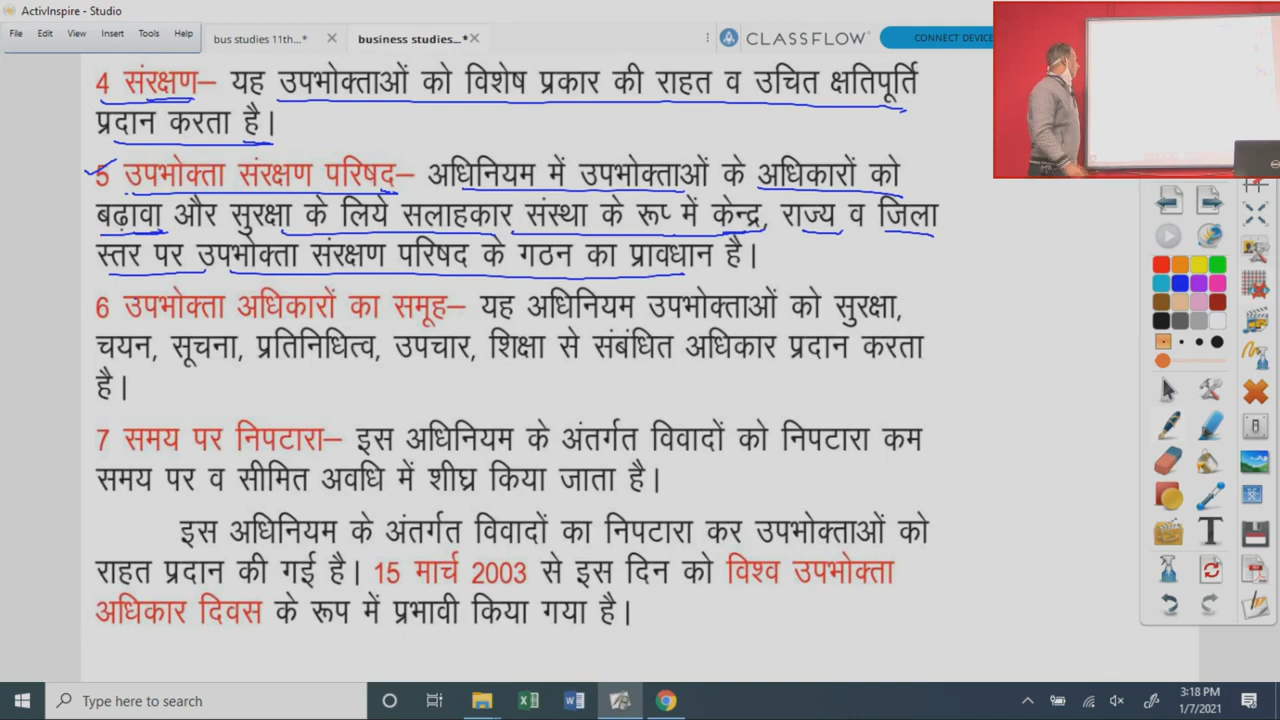 ActivInspire - Studio
File Edit View Insert Tools Help
bus studies 11th...*
business studies...*
CLASSFLOW
CONNECT DEVICE
4 संरक्षण– यह उपभोक्ताओं को विशेष प्रकार की राहत व उचित क्षतिपूर्ति
प्रदान करता है।
5 उपभोक्ता संरक्षण परिषद– अधिनियम में उपभोक्ताओं के अधिकारों को
बढ़ावा और सुरक्षा के लिये सलाहकार संस्था के रूप में केन्द्र, राज्य व जिला
स्तर पर उपभोक्ता संरक्षण परिषद के गठन का प्रावधान है।
6 उपभोक्ता अधिकारों का समूह– यह अधिनियम उपभोक्ताओं को सुरक्षा,
चयन, सूचना, प्रतिनिधित्व, उपचार, शिक्षा से संबंधित अधिकार प्रदान करता
है।
7 समय पर निपटारा– इस अधिनियम के अंतर्गत विवादों को निपटारा कम
समय पर व सीमित अवधि में शीघ्र किया जाता है।
इस अधिनियम के अंतर्गत विवादों का निपटारा कर उपभोक्ताओं को
राहत प्रदान की गई है। 15 मार्च 2003 से इस दिन को विश्व उपभोक्ता
अधिकार दिवस के रूप में प्रभावी किया गया है।
Type here to search
3:18 PM
1/7/2021